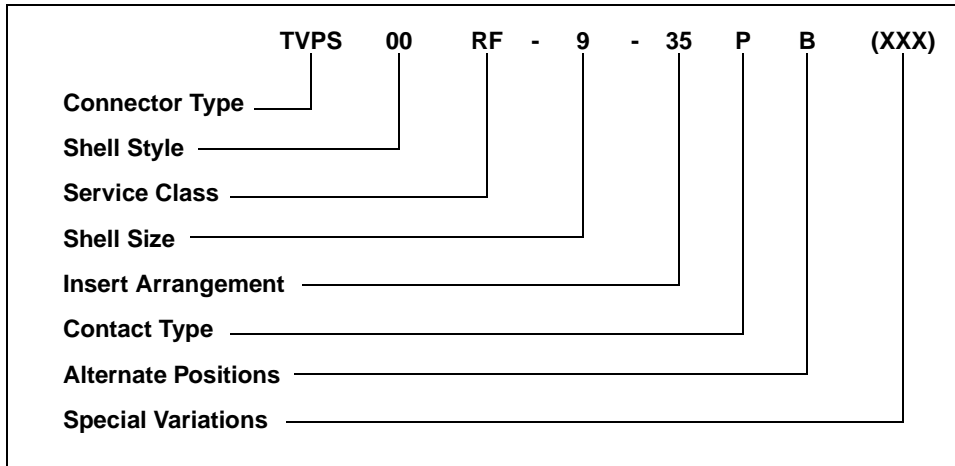 TVPS 00 RF - 9 - 35 P B (XXX)
Connector Type
Shell Style
Service Class
Shell Size
Insert Arrangement
Contact Type
Alternate Positions
Special Variations